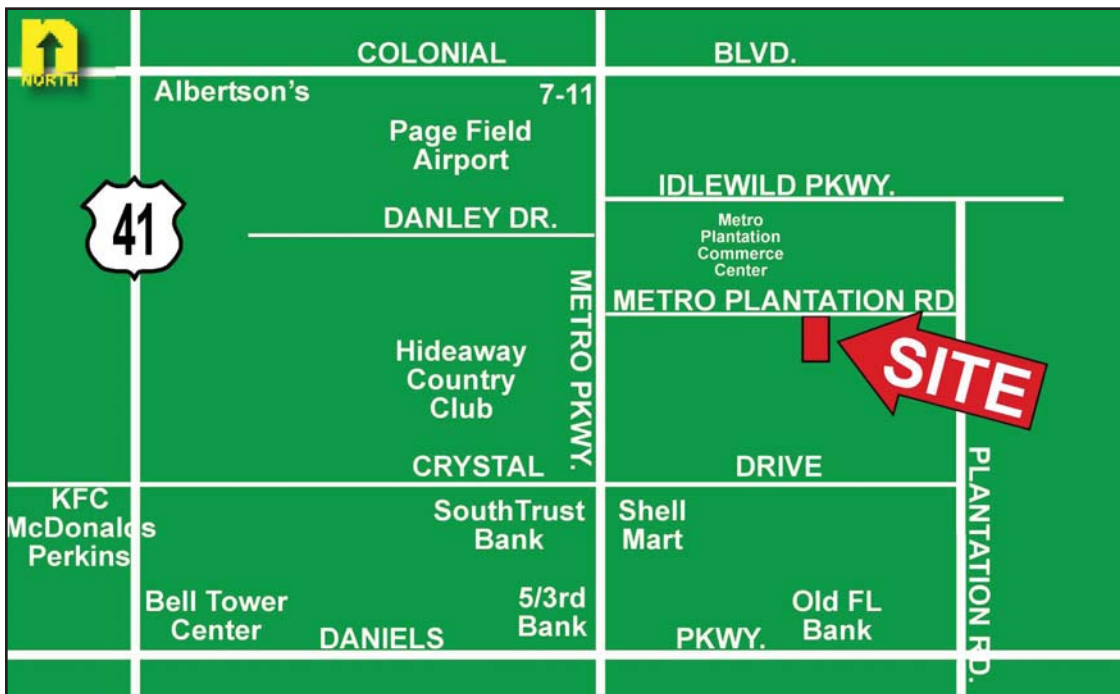 n
NORTH
COLONIAL BLVD.
Albertson's
7-11
Page Field
Airport
IDLEWILD PKWY.
41
DANLEY DR.
Metro
Plantation
Commerce
Center
METRO PLANTATION RD
METRO PKWY.
Hideaway
Country
Club
SITE
CRYSTAL DRIVE
PLANTATION RD.
KFC
McDonalds
Perkins
SouthTrust
Bank
Shell
Mart
Bell Tower
Center
5/3rd
Bank
Old FL
Bank
DANIELS PKWY.